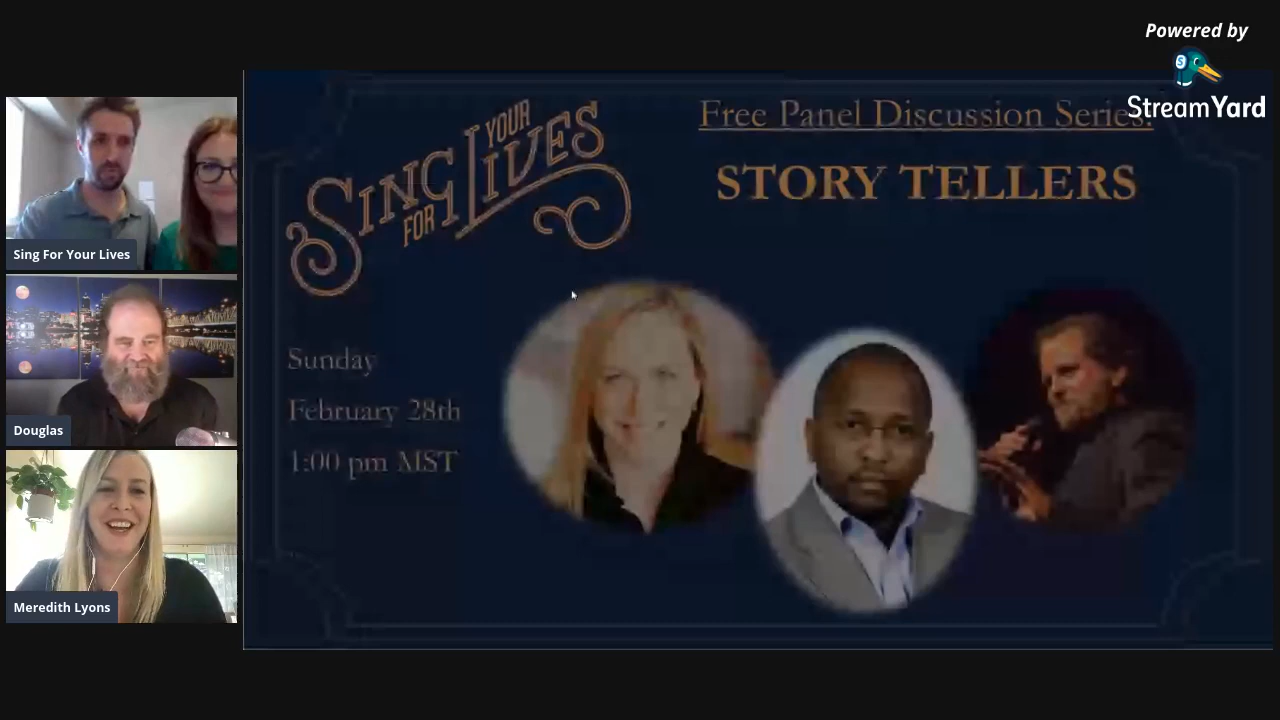 Powered by
StreamYard
Free Panel Discussion Series:
STORY TELLERS
SING
FOR
YOUR
LIVES
Sunday
February 28th
1:00 pm MST
Sing For Your Lives
Douglas
Meredith Lyons